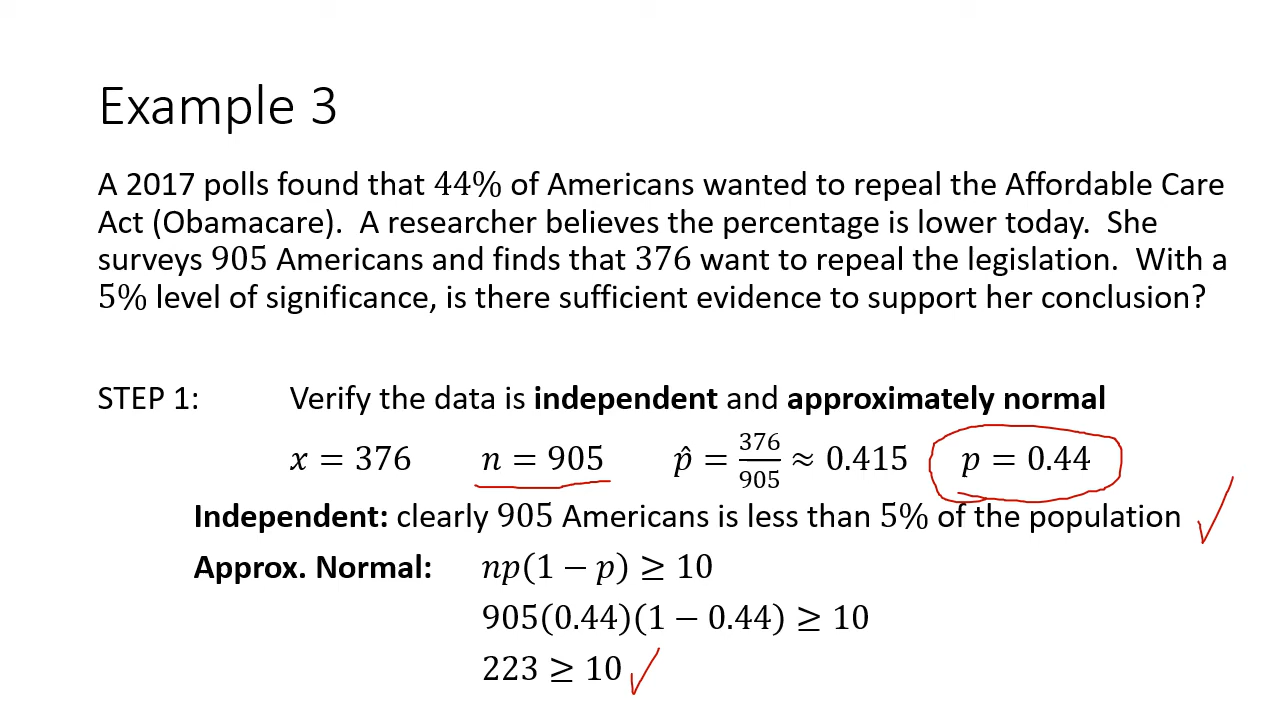 Example 3
A 2017 polls found that 44% of Americans wanted to repeal the Affordable Care
Act (Obamacare).  A researcher believes the percentage is lower today.  She
surveys 905 Americans and finds that 376 want to repeal the legislation.  With a
5% level of significance, is there sufficient evidence to support her conclusion?
STEP 1: Verify the data is independent and approximately normal
x = 376 n = 905 p̂ = 376/905 ≈ 0.415 p = 0.44
Independent: clearly 905 Americans is less than 5% of the population ✓
Approx. Normal: np(1 − p) ≥ 10
905(0.44)(1 − 0.44) ≥ 10
223 ≥ 10 ✓